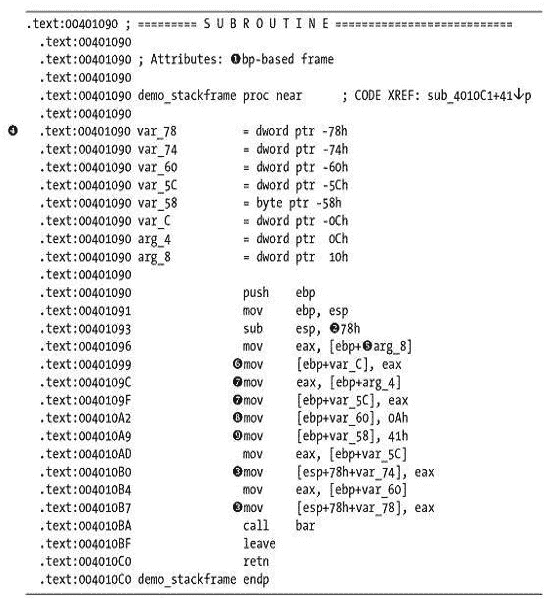 .text:00401090 ; ========= S U B R O U T I N E ===========================
.text:00401090
.text:00401090 ; Attributes: ❶bp-based frame
.text:00401090
.text:00401090 demo_stackframe proc near ; CODE XREF: sub_4010C1+41↓p
.text:00401090
❹ .text:00401090 var_78 = dword ptr -78h
.text:00401090 var_74 = dword ptr -74h
.text:00401090 var_60 = dword ptr -60h
.text:00401090 var_5C = dword ptr -5Ch
.text:00401090 var_58 = byte ptr -58h
.text:00401090 var_C = dword ptr -0Ch
.text:00401090 arg_4 = dword ptr 0Ch
.text:00401090 arg_8 = dword ptr 10h
.text:00401090
.text:00401090 push ebp
.text:00401091 mov ebp, esp
.text:00401093 sub esp, ❷78h
.text:00401096 mov eax, [ebp+❺arg_8]
.text:00401099 ❻mov [ebp+var_C], eax
.text:0040109C ❼mov eax, [ebp+arg_4]
.text:0040109F ❼mov [ebp+var_5C], eax
.text:004010A2 ❽mov [ebp+var_60], 0Ah
.text:004010A9 ❾mov [ebp+var_58], 41h
.text:004010AD mov eax, [ebp+var_5C]
.text:004010B0 ❸mov [esp+78h+var_74], eax
.text:004010B4 mov eax, [ebp+var_60]
.text:004010B7 ❸mov [esp+78h+var_78], eax
.text:004010BA call bar
.text:004010BF leave
.text:004010C0 retn
.text:004010C0 demo_stackframe endp